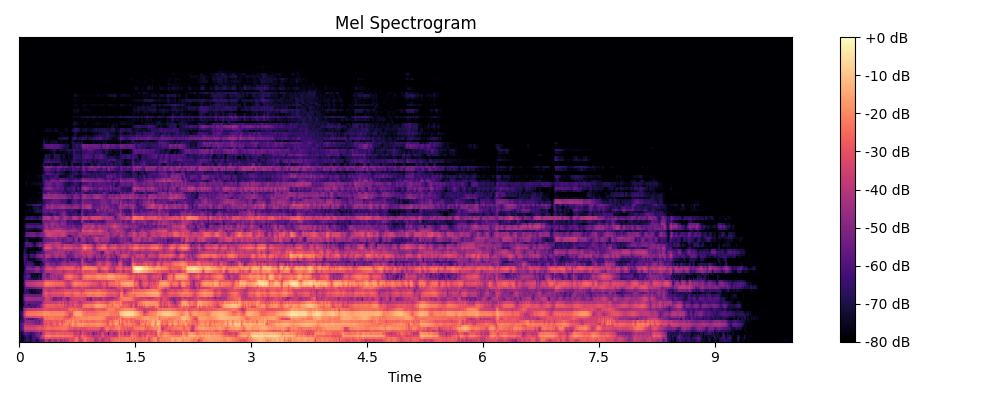 Mel Spectrogram
+0 dB
-10 dB
-20 dB
-30 dB
-40 dB
-50 dB
-60 dB
-70 dB
-80 dB
0 1.5 3 4.5 6 7.5 9
Time